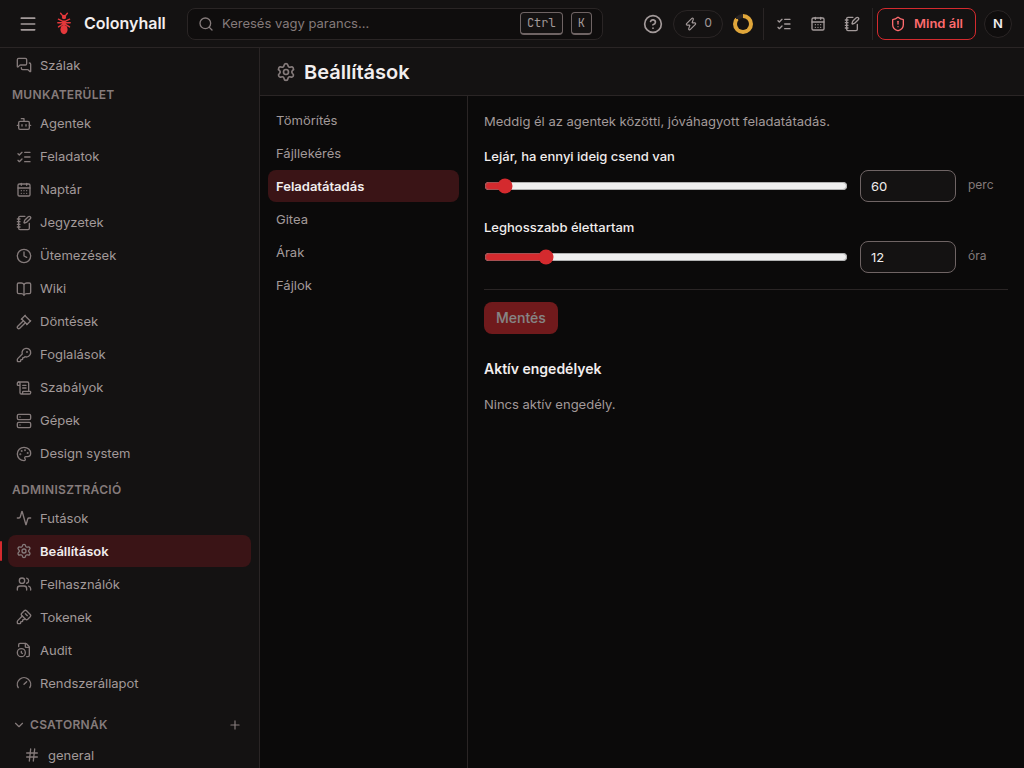 Colonyhall
Keresés vagy parancs...
Ctrl
K
0
Mind áll
N
Szálak
MUNKATERÜLET
Agentek
Feladatok
Naptár
Jegyzetek
Ütemezések
Wiki
Döntések
Foglalások
Szabályok
Gépek
Design system
ADMINISZTRÁCIÓ
Futások
Beállítások
Felhasználók
Tokenek
Audit
Rendszerállapot
CSATORNÁK
general
Beállítások
Tömörítés
Fájllekérés
Feladatátadás
Gitea
Árak
Fájlok
Meddig él az agentek közötti, jóváhagyott feladatátadás.
Lejár, ha ennyi ideig csend van
60 perc
Leghosszabb élettartam
12 óra
Mentés
Aktív engedélyek
Nincs aktív engedély.